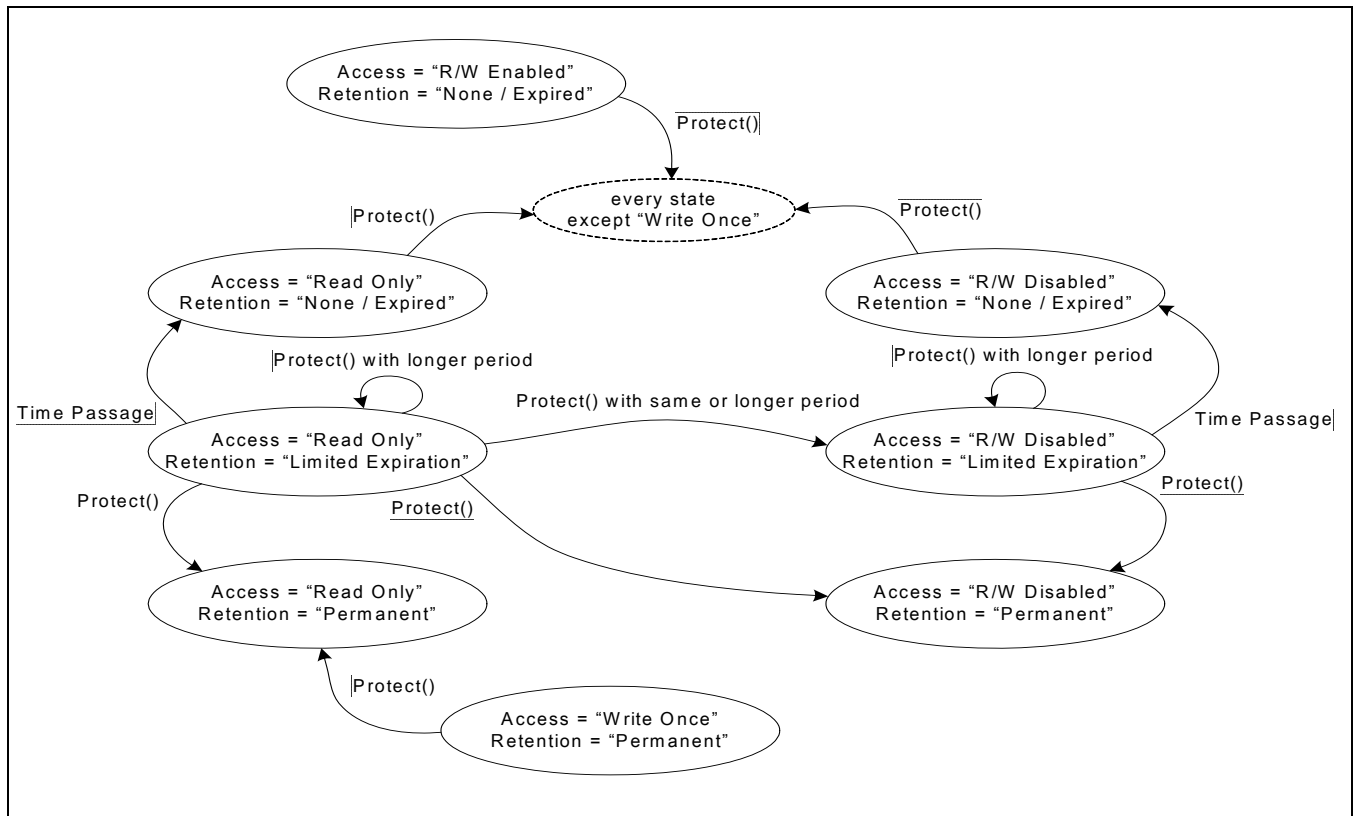 Access = “R/W Enabled”
Retention = “None / Expired”
Protect()
every state
except “Write Once”
Protect()
Protect()
Access = “Read Only”
Retention = “None / Expired”
Access = “R/W Disabled”
Retention = “None / Expired”
Protect() with longer period
Protect() with longer period
Time Passage
Protect() with same or longer period
Time Passage
Access = “Read Only”
Retention = “Limited Expiration”
Access = “R/W Disabled”
Retention = “Limited Expiration”
Protect()
Protect()
Protect()
Access = “Read Only”
Retention = “Permanent”
Access = “R/W Disabled”
Retention = “Permanent”
Protect()
Access = “Write Once”
Retention = “Permanent”